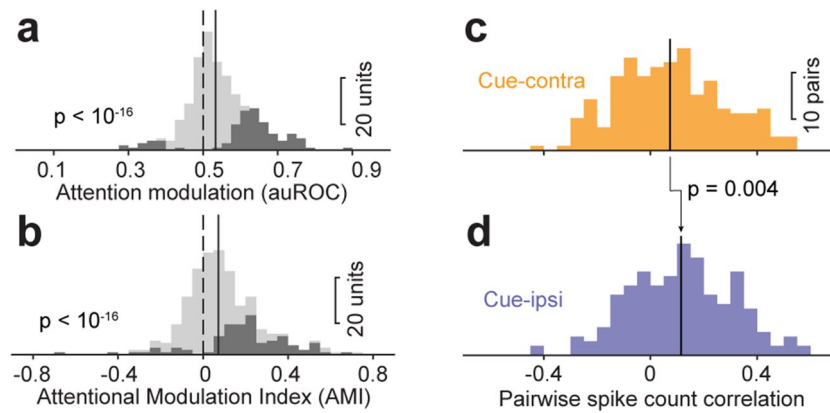 a
p < 10-16
20 units
0.1 0.3 0.5 0.7 0.9
Attention modulation (auROC)
b
p < 10-16
20 units
-0.8 -0.4 0 0.4 0.8
Attentional Modulation Index (AMI)
c
Cue-contra
10 pairs
p = 0.004
d
Cue-ipsi
-0.4 0 0.4
Pairwise spike count correlation